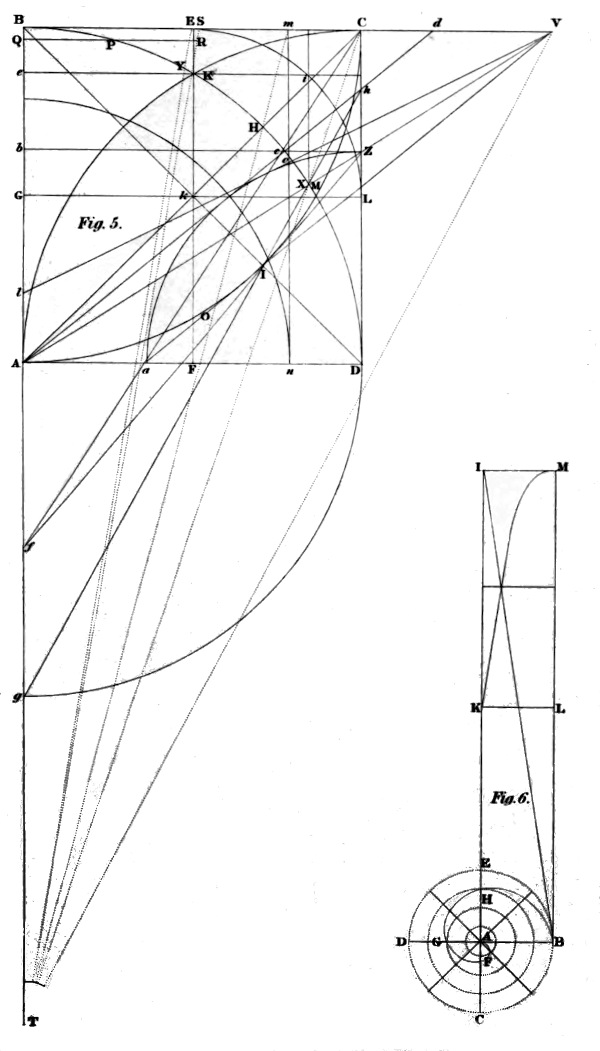 B E S m C d V
Q P R
e Y K i h
H
b c e Z
G k X M L
Fig. 5.
l
I
O
A a F n D
f
I M
g
K L
Fig. 6.
E
H
D G A B
F
T C